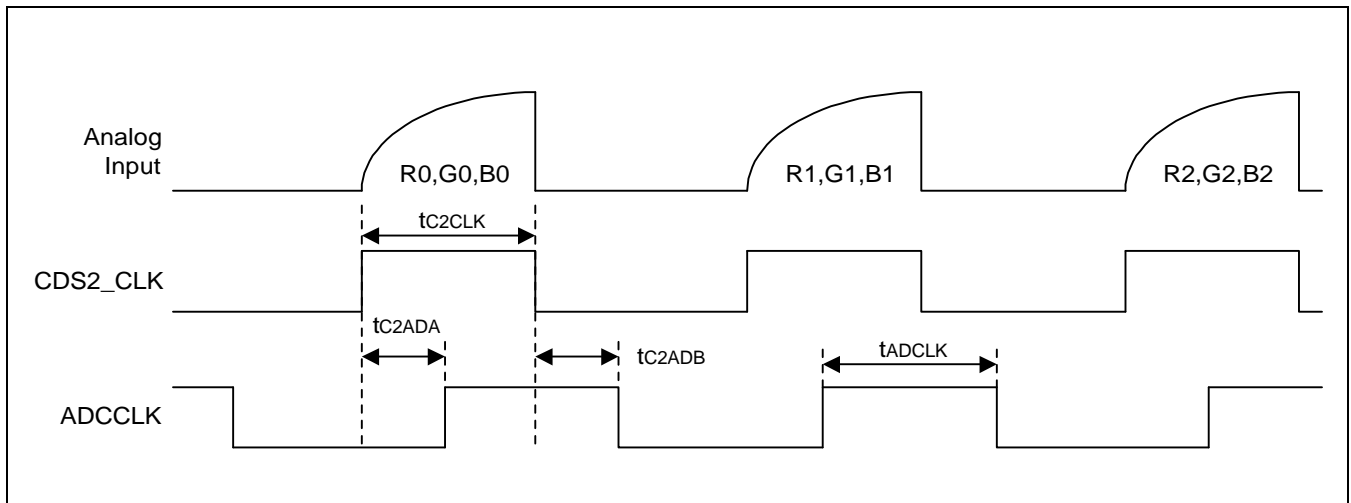 Analog
Input
R0,G0,B0
R1,G1,B1
R2,G2,B2
tC2CLK
CDS2_CLK
tC2ADA
tC2ADB
tADCLK
ADCCLK